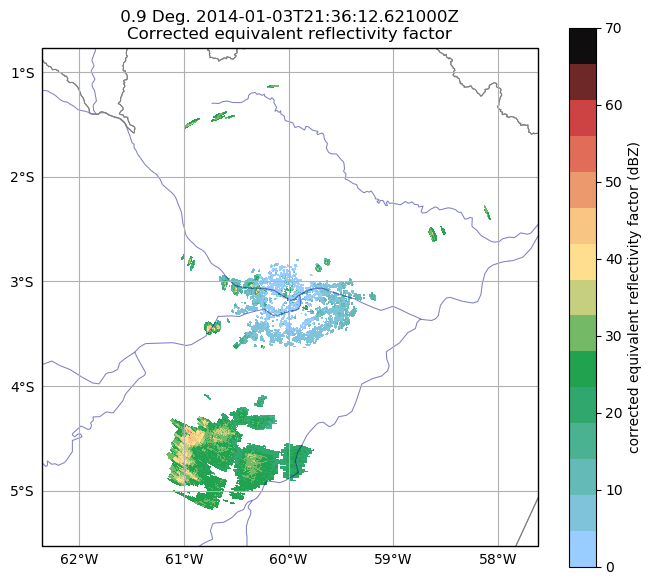 0.9 Deg. 2014-01-03T21:36:12.621000Z
Corrected equivalent reflectivity factor
1°S
2°S
3°S
4°S
5°S
62°W
61°W
60°W
59°W
58°W
70
60
50
40
30
20
10
0
corrected equivalent reflectivity factor (dBZ)